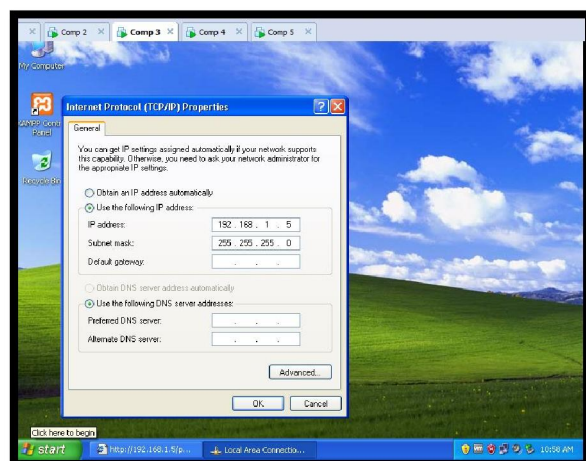 Comp 2
Comp 3
Comp 4
Comp 5
My Computer
XAMPP Control Panel
Recycle Bin
Internet Protocol (TCP/IP) Properties
General
You can get IP settings assigned automatically if your network supports
this capability. Otherwise, you need to ask your network administrator for
the appropriate IP settings.
Obtain an IP address automatically
Use the following IP address:
IP address: 192 . 168 . 1 . 5
Subnet mask: 255 . 255 . 255 . 0
Default gateway: . . .
Obtain DNS server address automatically
Use the following DNS server addresses:
Preferred DNS server: . . .
Alternate DNS server: . . .
Advanced...
OK Cancel
Click here to begin
start http://192.168.1.5/p... Local Area Connectio... 10:58 AM